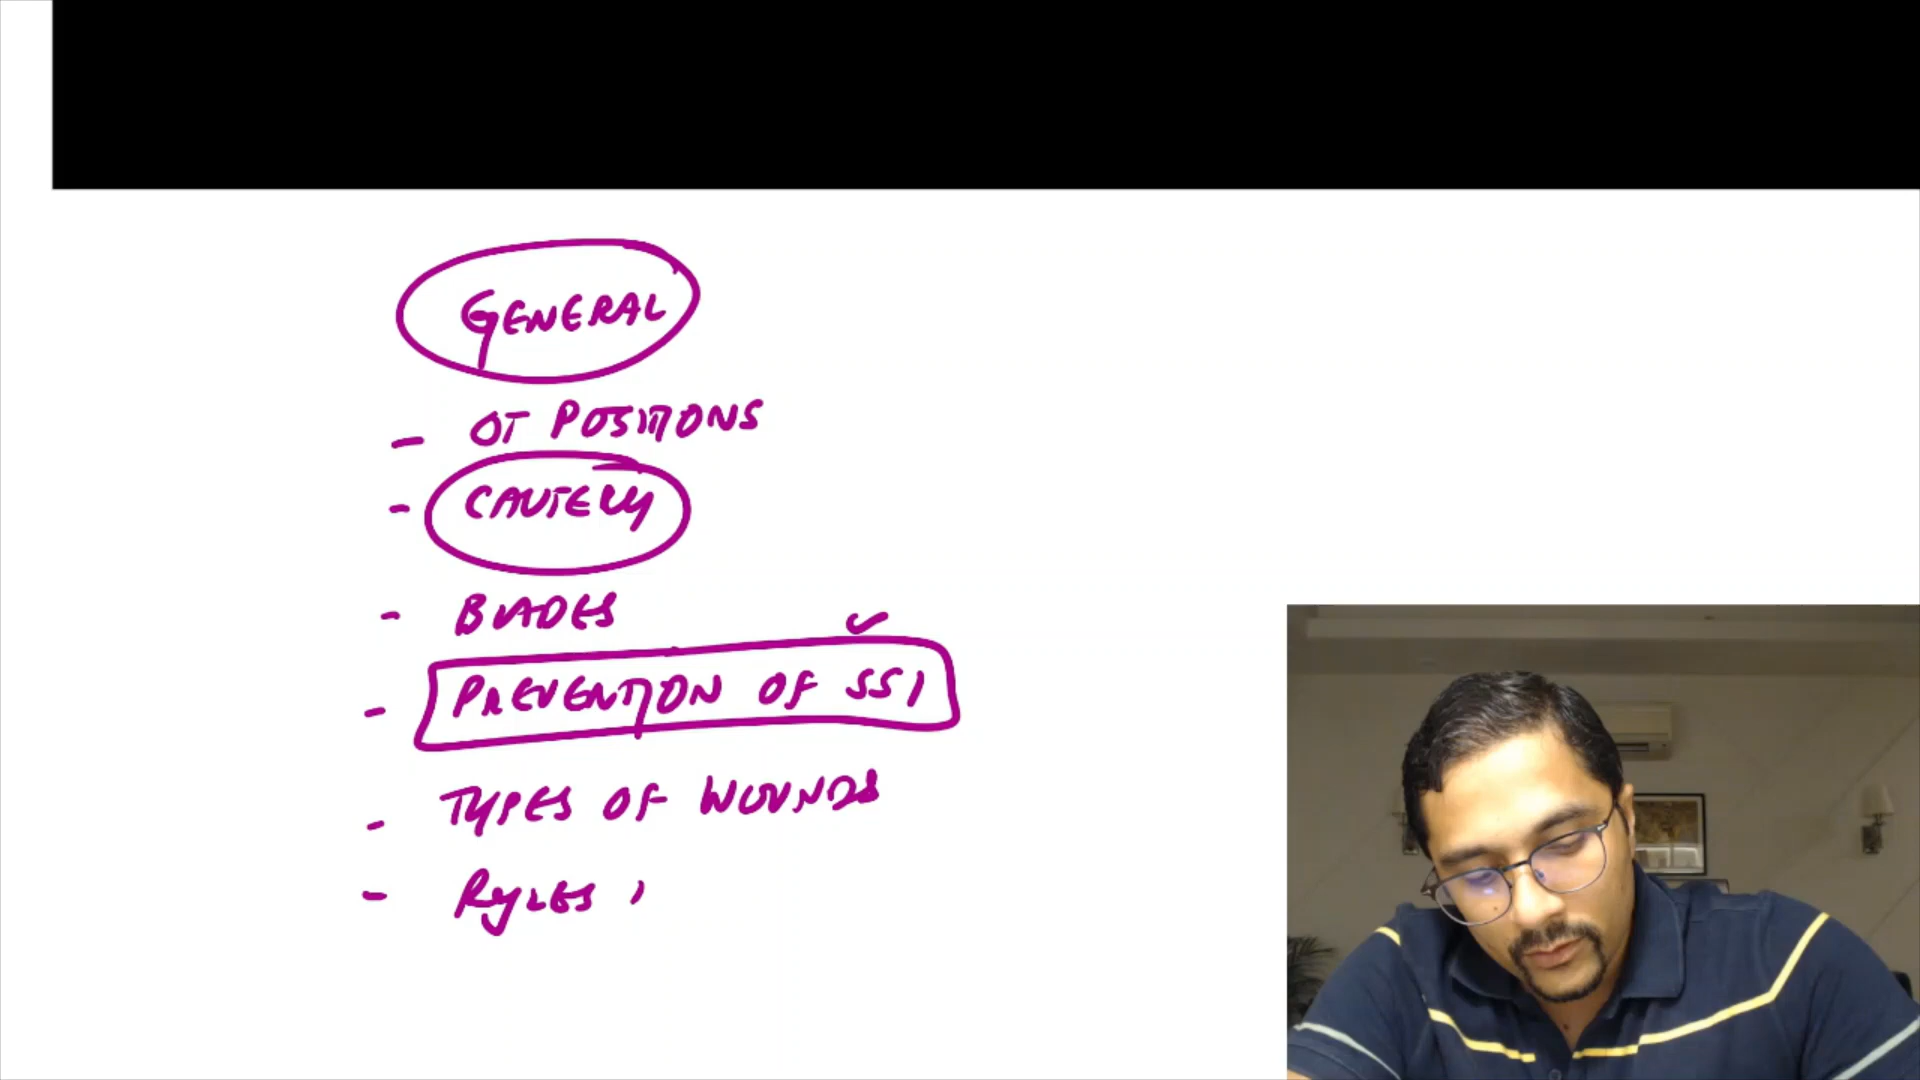 GENERAL
- OT POSITIONS
- CAUTERY
- BLADES
- PREVENTION OF SSI
- TYPES OF WOUNDS
- RYLES